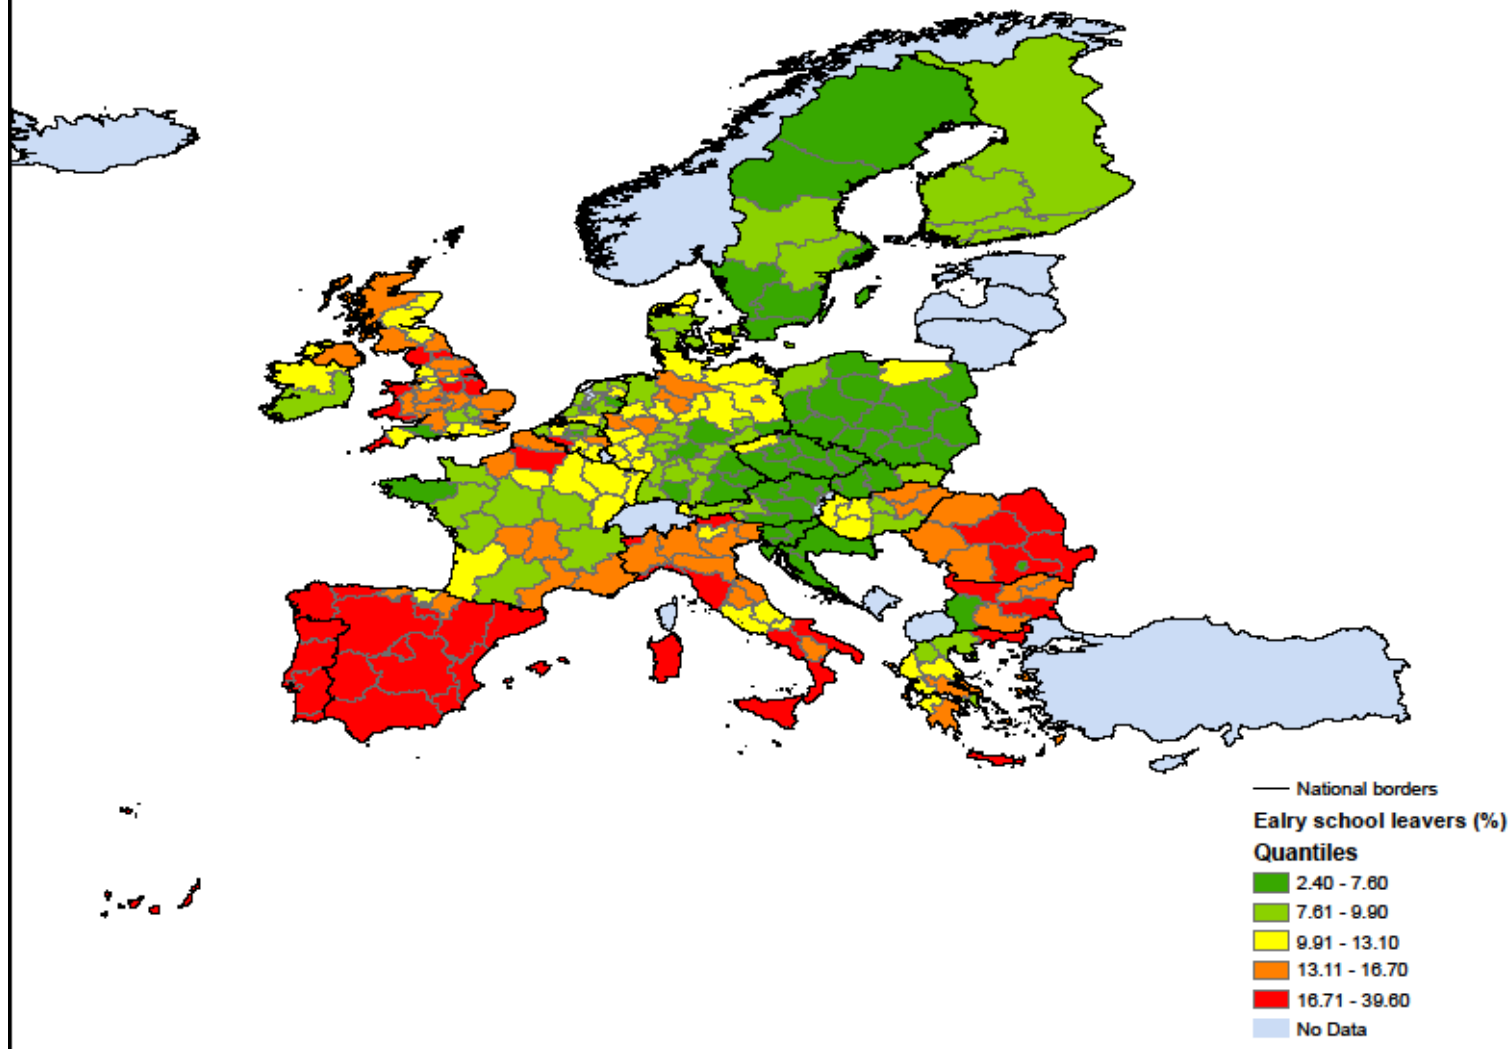 National borders
Ealry school leavers (%)
Quantiles
2.40 - 7.60
7.61 - 9.90
9.91 - 13.10
13.11 - 16.70
16.71 - 39.60
No Data